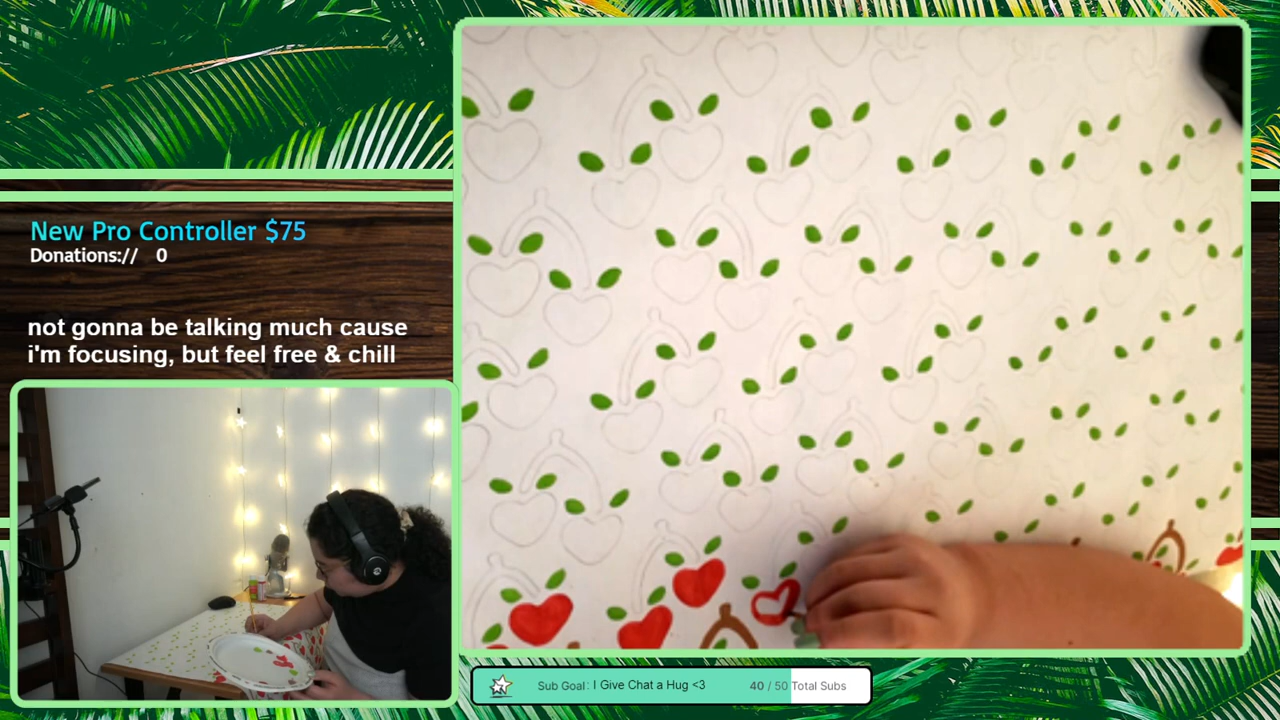 New Pro Controller $75
Donations:// 0
not gonna be talking much cause
i'm focusing, but feel free & chill
Sub Goal: I Give Chat a Hug <3 40 / 50 Total Subs